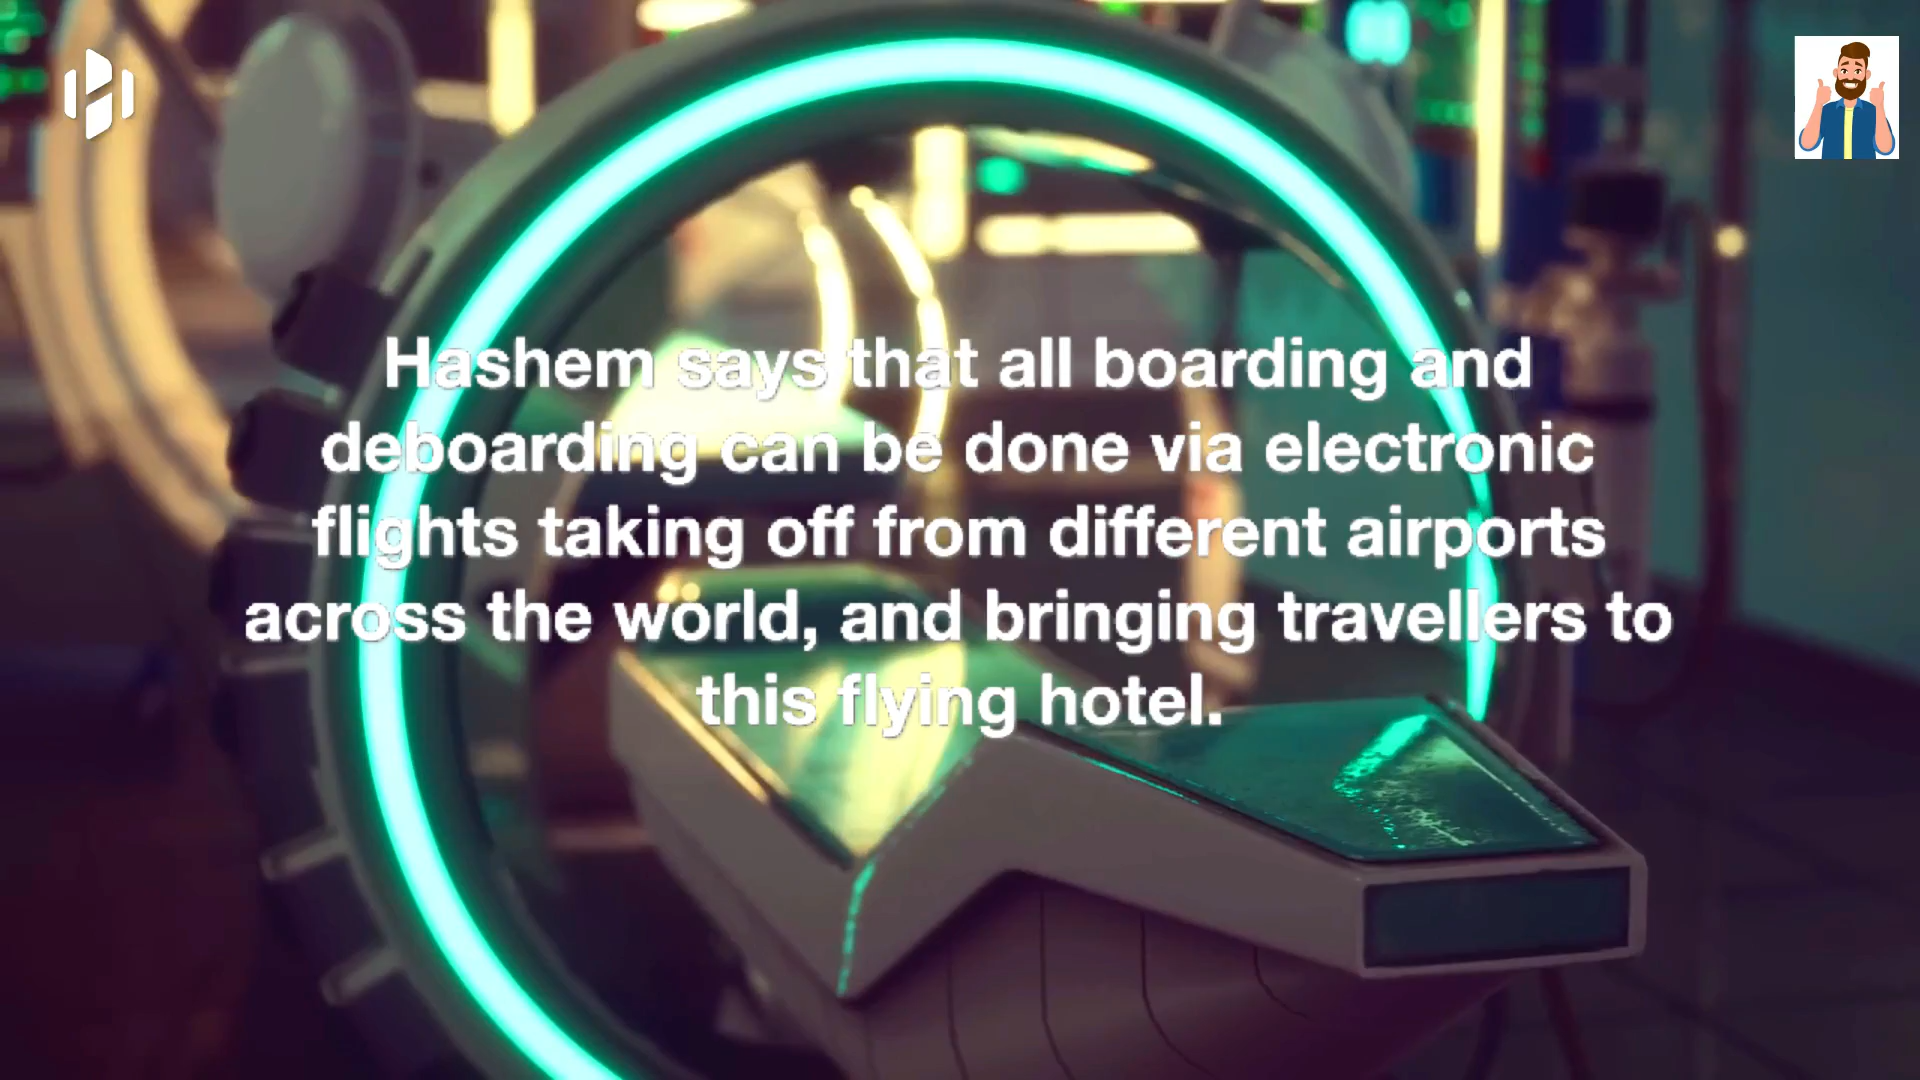 Hashem says that all boarding and
deboarding can be done via electronic
flights taking off from different airports
across the world, and bringing travellers to
this flying hotel.